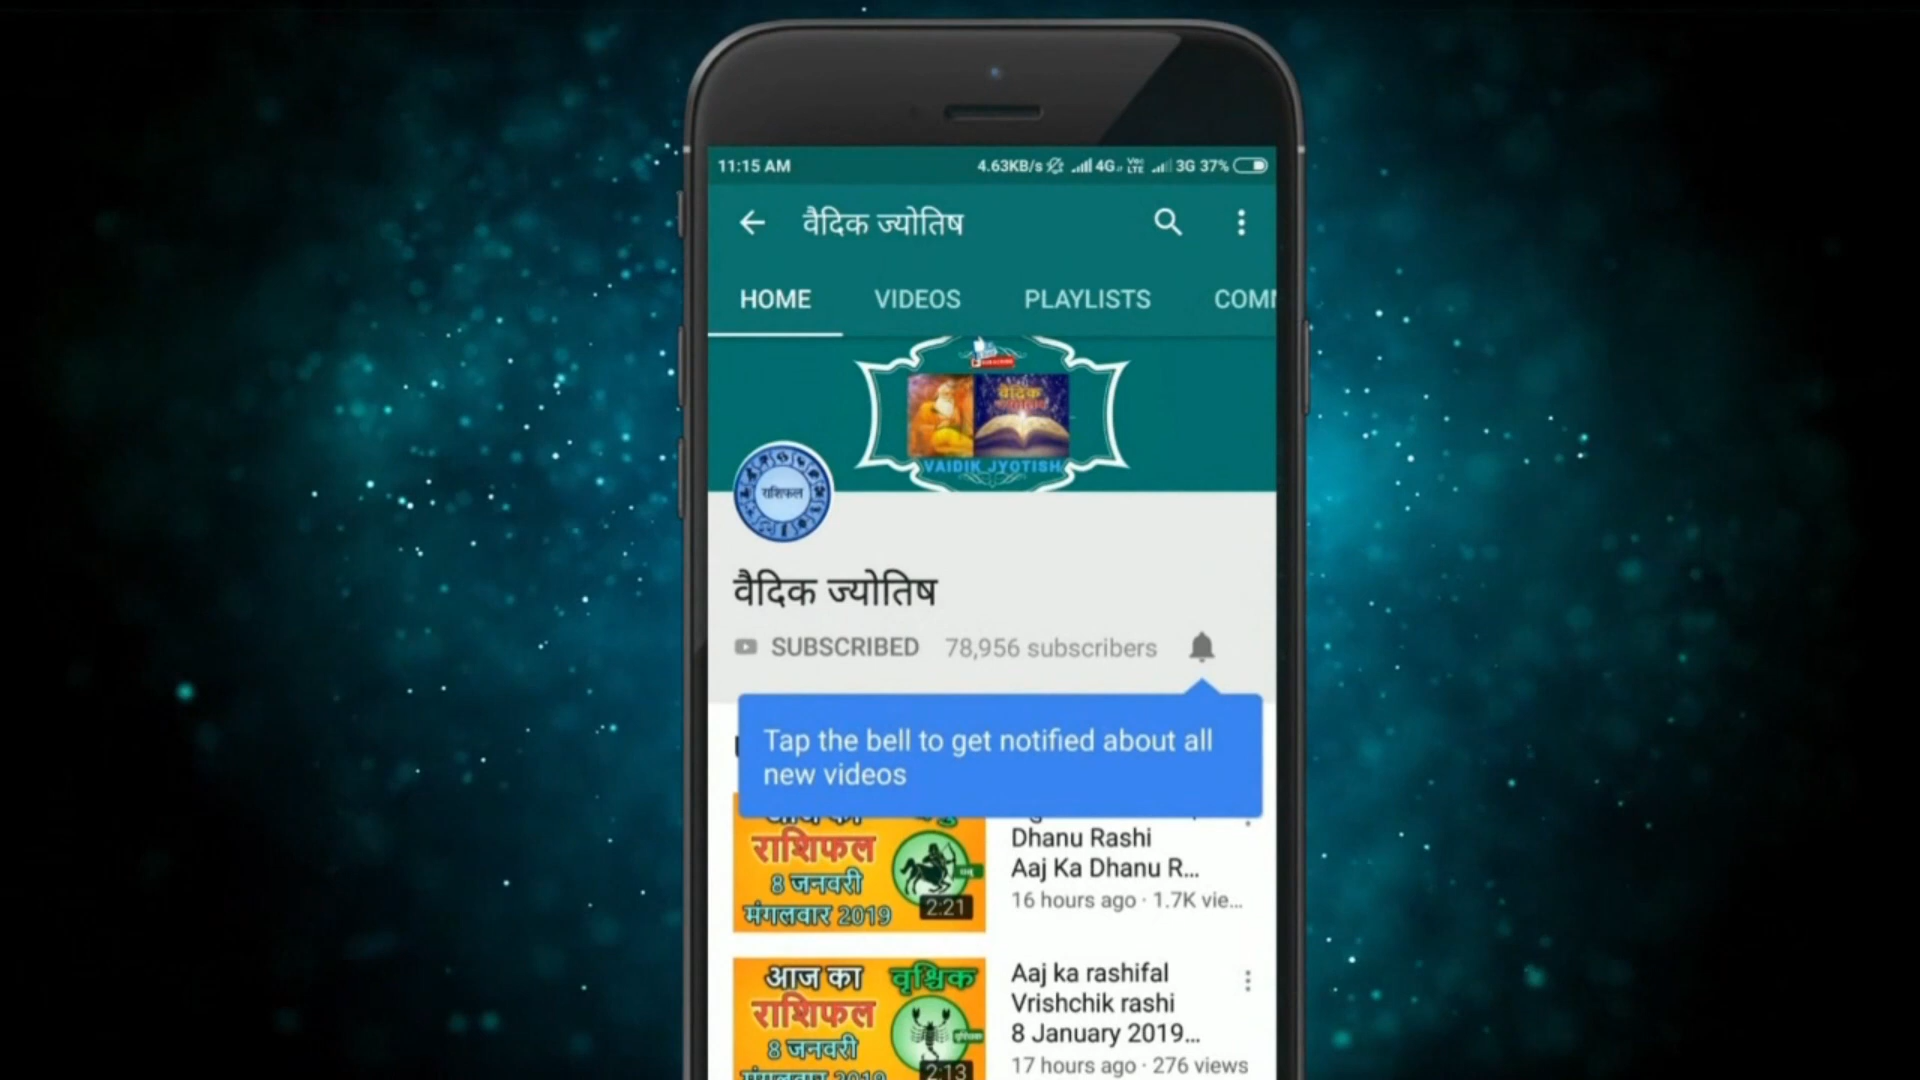 11:15 AM 4.63KB/s 4G VoLTE 3G 37%
वैदिक ज्योतिष
HOME VIDEOS PLAYLISTS COM
वैदिक
VAIDIK JYOTISH
राशिफल
वैदिक ज्योतिष
SUBSCRIBED 78,956 subscribers
Tap the bell to get notified about all
new videos
राशिफल
8 जनवरी
मंगलवार 2019
2:21
Dhanu Rashi
Aaj Ka Dhanu R...
16 hours ago · 1.7K vie...
आज का वृश्चिक
राशिफल
8 जनवरी
मंगलवार 2019
2:13
Aaj ka rashifal
Vrishchik rashi
8 January 2019...
17 hours ago · 276 views